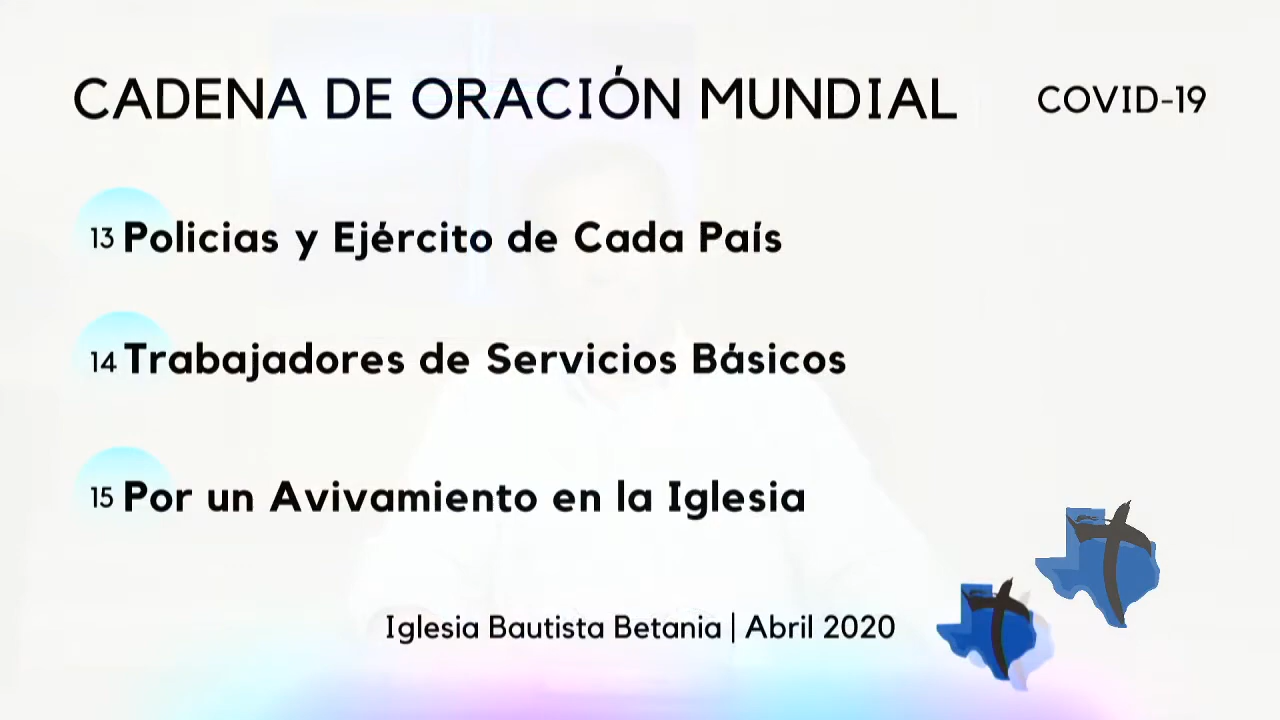 CADENA DE ORACIÓN MUNDIAL COVID-19
13 Policias y Ejército de Cada País
14 Trabajadores de Servicios Básicos
15 Por un Avivamiento en la Iglesia
Iglesia Bautista Betania | Abril 2020